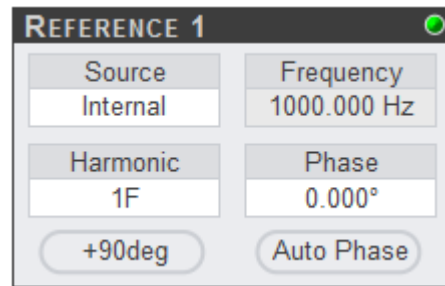 REFERENCE 1
Source
Frequency
Internal
1000.000 Hz
Harmonic
Phase
1F
0.000°
+90deg
Auto Phase